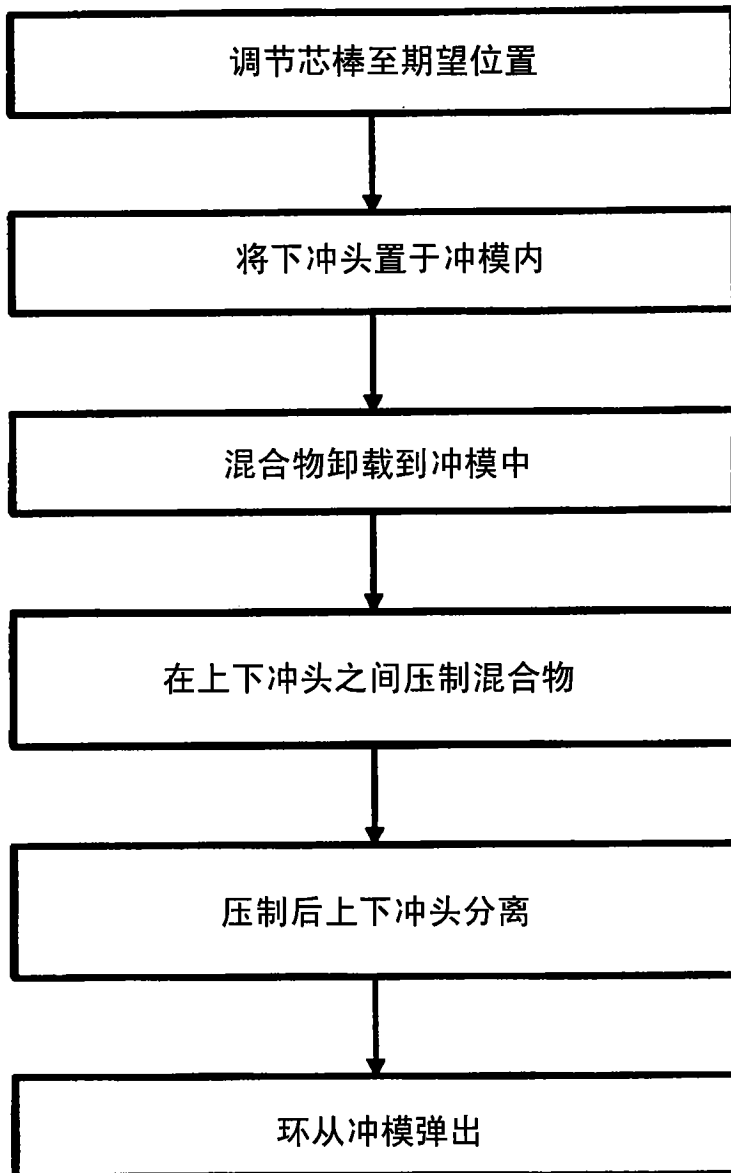 调节芯棒至期望位置
将下冲头置于冲模内
混合物卸载到冲模中
在上下冲头之间压制混合物
压制后上下冲头分离
环从冲模弹出